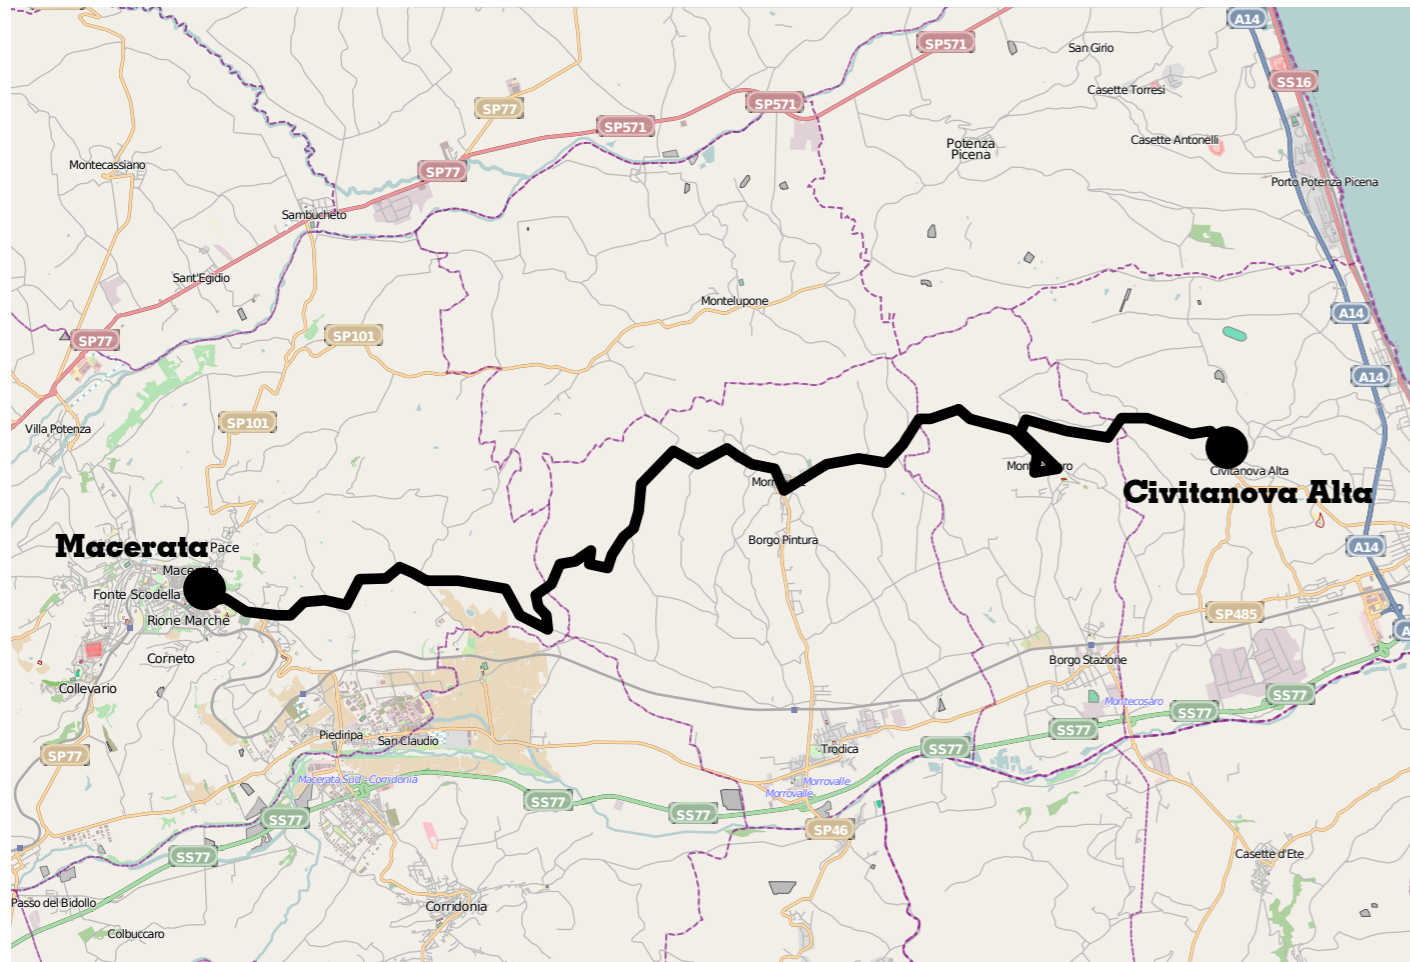 A14
SP571
San Girio
SS16
Casette Torresi
SP77
SP571
SP571
Casette Antonelli
Potenza
Picena
Montecassiano
SP77
Porto Potenza Picena
Sambucheto
Sant'Egidio
Montelupone
A14
SP77
SP101
A14
SP101
Villa Potenza
Civitanova Alta
Civitanova Alta
Macerata
Pace
Borgo Pintura
A14
Fonte Scodella
Rione Marche
SP485
Corneto
Borgo Stazione
Collevario
SS77
Montecosaro
SS77
Piediripa
San Claudio
SS77
Trodica
SS77
SP77
Macerata Sud - Corridonia
Morrovalle
Morrovalle
SS77
SS77
SS77
SP46
SS77
Casette d'Ete
Passo del Bidollo
Corridonia
Colbuccaro